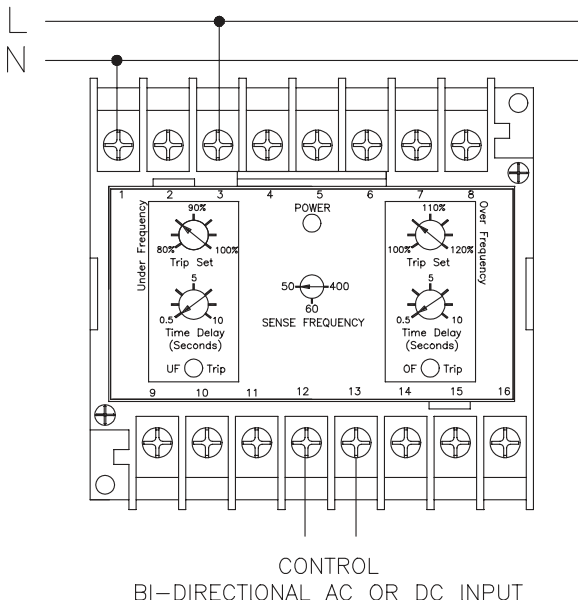 L
N
1 2 3 4 5 6 7 8
Under Frequency
90%
80% 100%
Trip Set
5
0.5 10
Time Delay
(Seconds)
UF Trip
POWER
50 400
60
SENSE FREQUENCY
Over Frequency
110%
100% 120%
Trip Set
5
0.5 10
Time Delay
(Seconds)
OF Trip
9 10 11 12 13 14 15 16
CONTROL
BI-DIRECTIONAL AC OR DC INPUT